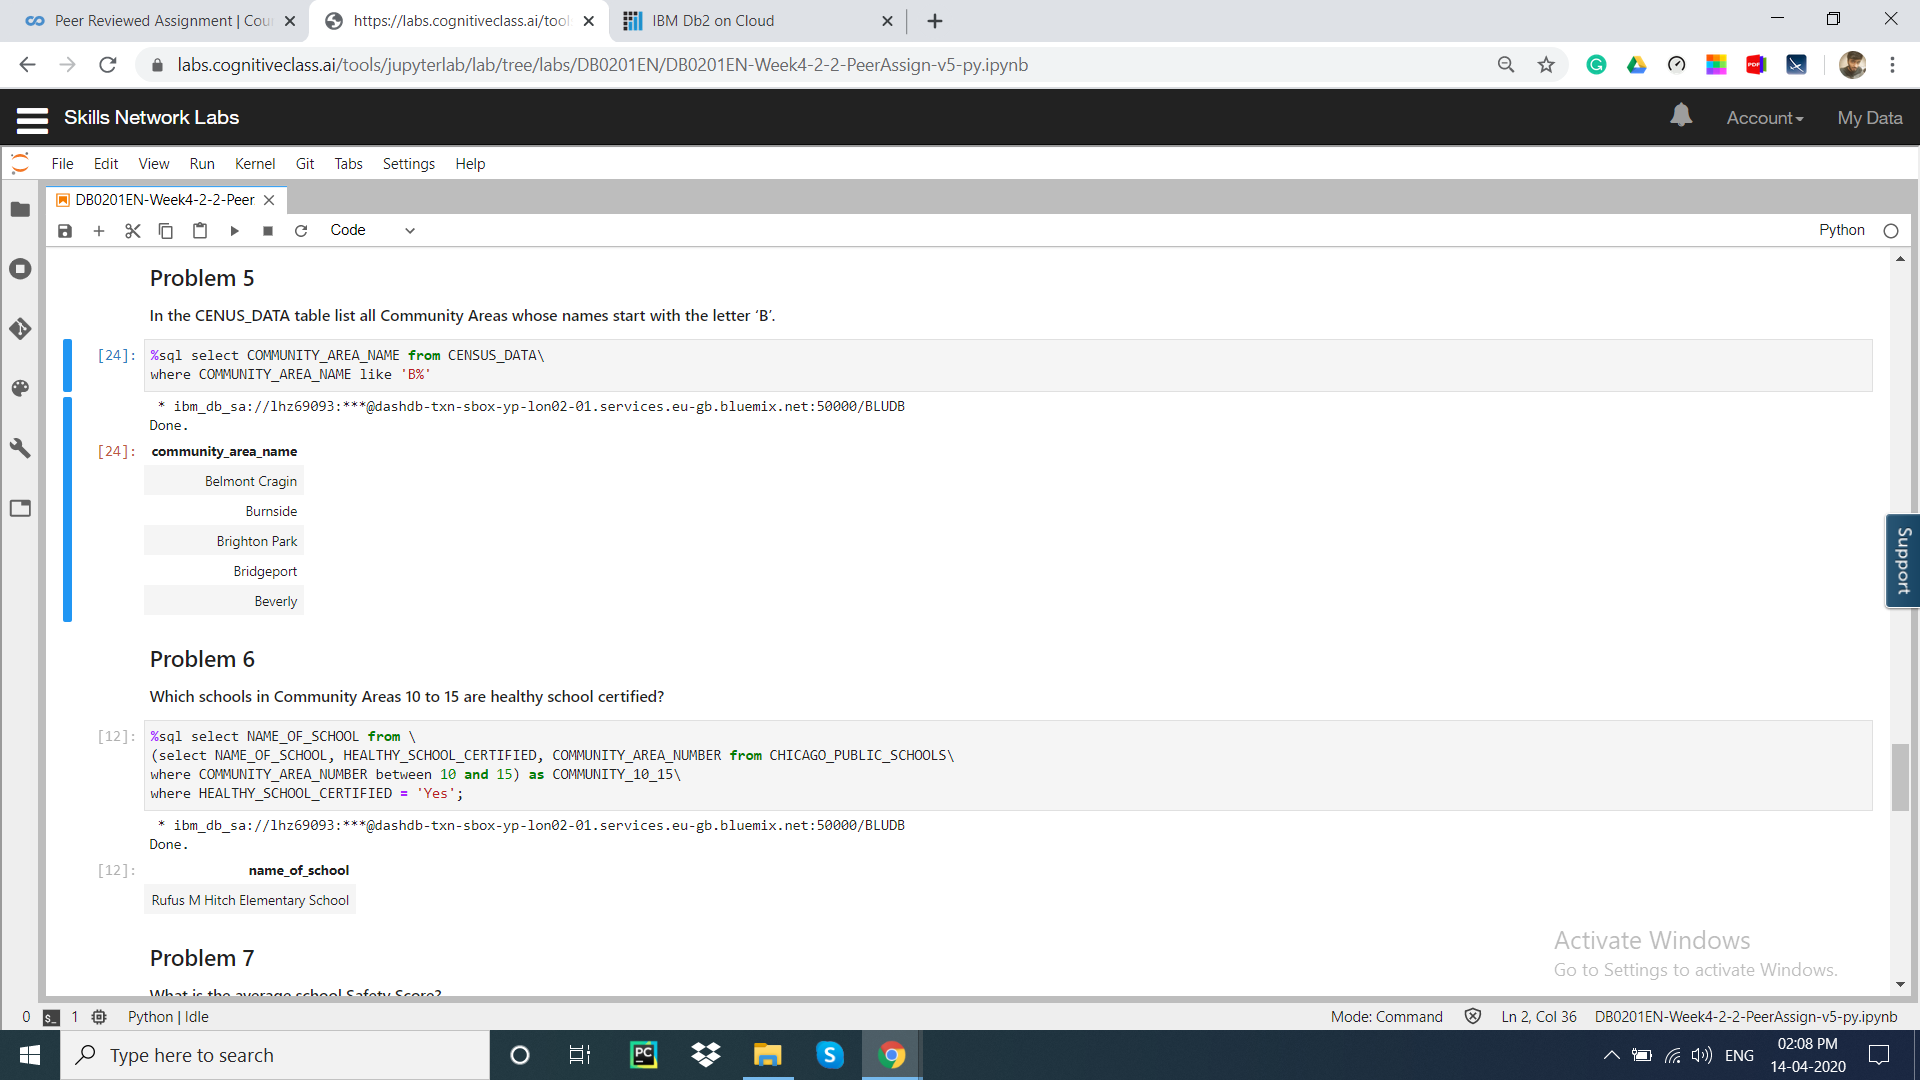 Peer Reviewed Assignment | Cou
https://labs.cognitiveclass.ai/tool
IBM Db2 on Cloud
labs.cognitiveclass.ai/tools/jupyterlab/lab/tree/labs/DB0201EN/DB0201EN-Week4-2-2-PeerAssign-v5-py.ipynb
PDF
Skills Network Labs
Account
My Data
File Edit View Run Kernel Git Tabs Settings Help
DB0201EN-Week4-2-2-Peer
Code
Python
Problem 5
In the CENUS_DATA table list all Community Areas whose names start with the letter ‘B’.
[24]: %sql select COMMUNITY_AREA_NAME from CENSUS_DATA\
where COMMUNITY_AREA_NAME like 'B%'
* ibm_db_sa://lhz69093:***@dashdb-txn-sbox-yp-lon02-01.services.eu-gb.bluemix.net:50000/BLUDB
Done.
[24]: community_area_name
Belmont Cragin
Burnside
Brighton Park
Bridgeport
Beverly
Support
Problem 6
Which schools in Community Areas 10 to 15 are healthy school certified?
[12]: %sql select NAME_OF_SCHOOL from \
(select NAME_OF_SCHOOL, HEALTHY_SCHOOL_CERTIFIED, COMMUNITY_AREA_NUMBER from CHICAGO_PUBLIC_SCHOOLS\
where COMMUNITY_AREA_NUMBER between 10 and 15) as COMMUNITY_10_15\
where HEALTHY_SCHOOL_CERTIFIED = 'Yes';
* ibm_db_sa://lhz69093:***@dashdb-txn-sbox-yp-lon02-01.services.eu-gb.bluemix.net:50000/BLUDB
Done.
[12]: name_of_school
Rufus M Hitch Elementary School
Problem 7
What is the average school Safety Score?
Activate Windows
Go to Settings to activate Windows.
0 1 Python | Idle
Mode: Command
Ln 2, Col 36
DB0201EN-Week4-2-2-PeerAssign-v5-py.ipynb
Type here to search
PC
S
ENG
02:08 PM
14-04-2020